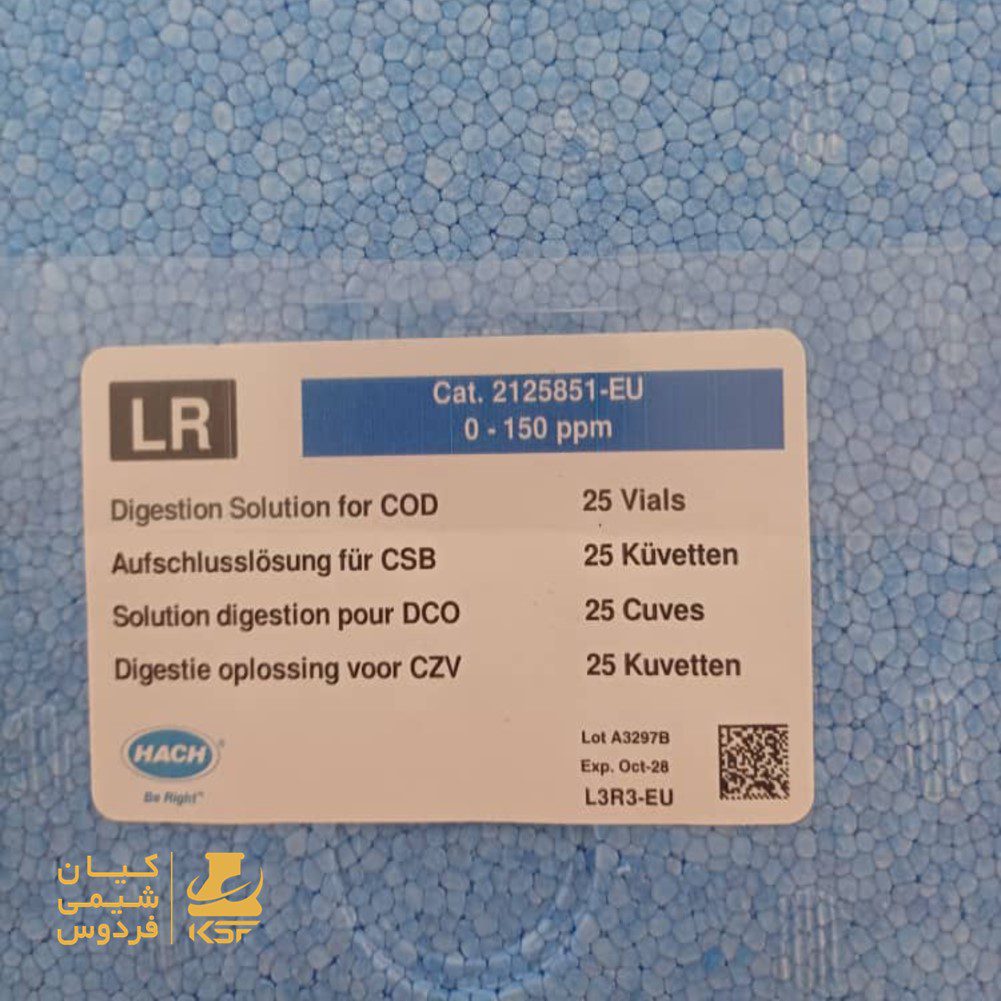 LR
Cat. 2125851-EU
0 - 150 ppm
Digestion Solution for COD 25 Vials
Aufschlusslösung für CSB 25 Küvetten
Solution digestion pour DCO 25 Cuves
Digestie oplossing voor CZV 25 Kuvetten
HACH
Be Right™
Lot A3297B
Exp. Oct-28
L3R3-EU
کیان
شیمی
فردوس
KSF